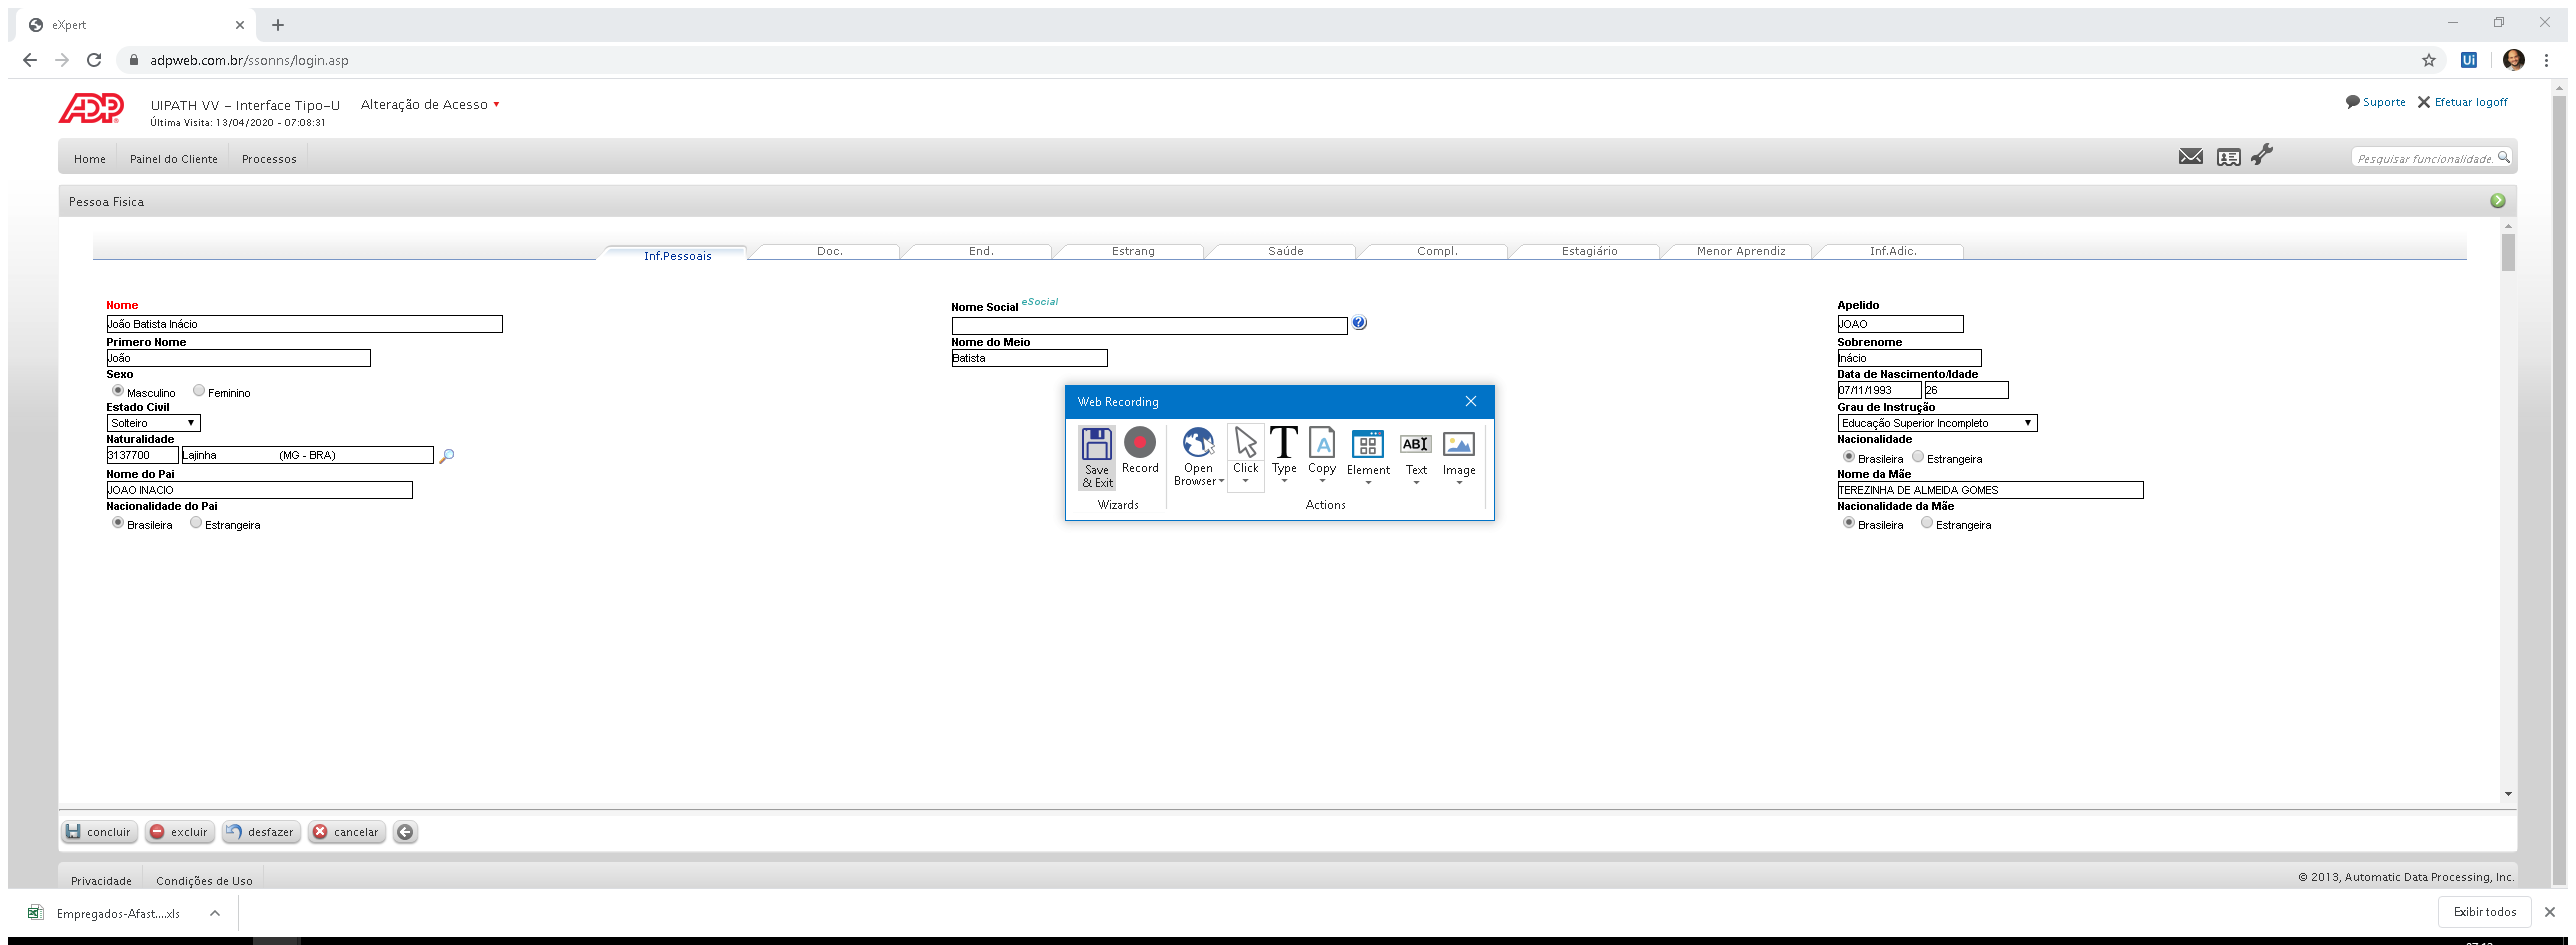 eXpert
adpweb.com.br/ssonns/login.asp
Ui
ADP
UIPATH VV - Interface Tipo-U
Alteração de Acesso
Última Visita: 13/04/2020 - 07:08:31
Suporte
Efetuar logoff
Home
Painel do Cliente
Processos
Pesquisar funcionalidade.
Pessoa Fisica
Inf.Pessoais
Doc.
End.
Estrang
Saúde
Compl.
Estagiário
Menor Aprendiz
Inf.Adic.
Nome
João Batista Inácio
Nome Social eSocial
Apelido
JOAO
Primero Nome
João
Nome do Meio
Batista
Sobrenome
Inácio
Sexo
Masculino Feminino
Data de Nascimento/Idade
07/11/1993 26
Estado Civil
Solteiro
Grau de Instrução
Educação Superior Incompleto
Naturalidade
3137700 Lajinha (MG - BRA)
Nacionalidade
Brasileira Estrangeira
Nome do Pai
JOAO INACIO
Nome da Mãe
TEREZINHA DE ALMEIDA GOMES
Nacionalidade do Pai
Brasileira Estrangeira
Nacionalidade da Mãe
Brasileira Estrangeira
Web Recording
Save & Exit
Record
Open Browser
Click
Type
Copy
Element
ABI
Text
Image
Wizards
Actions
concluir
excluir
desfazer
cancelar
Privacidade
Condições de Uso
© 2013, Automatic Data Processing, Inc.
Empregados-Afast....xls
Exibir todos